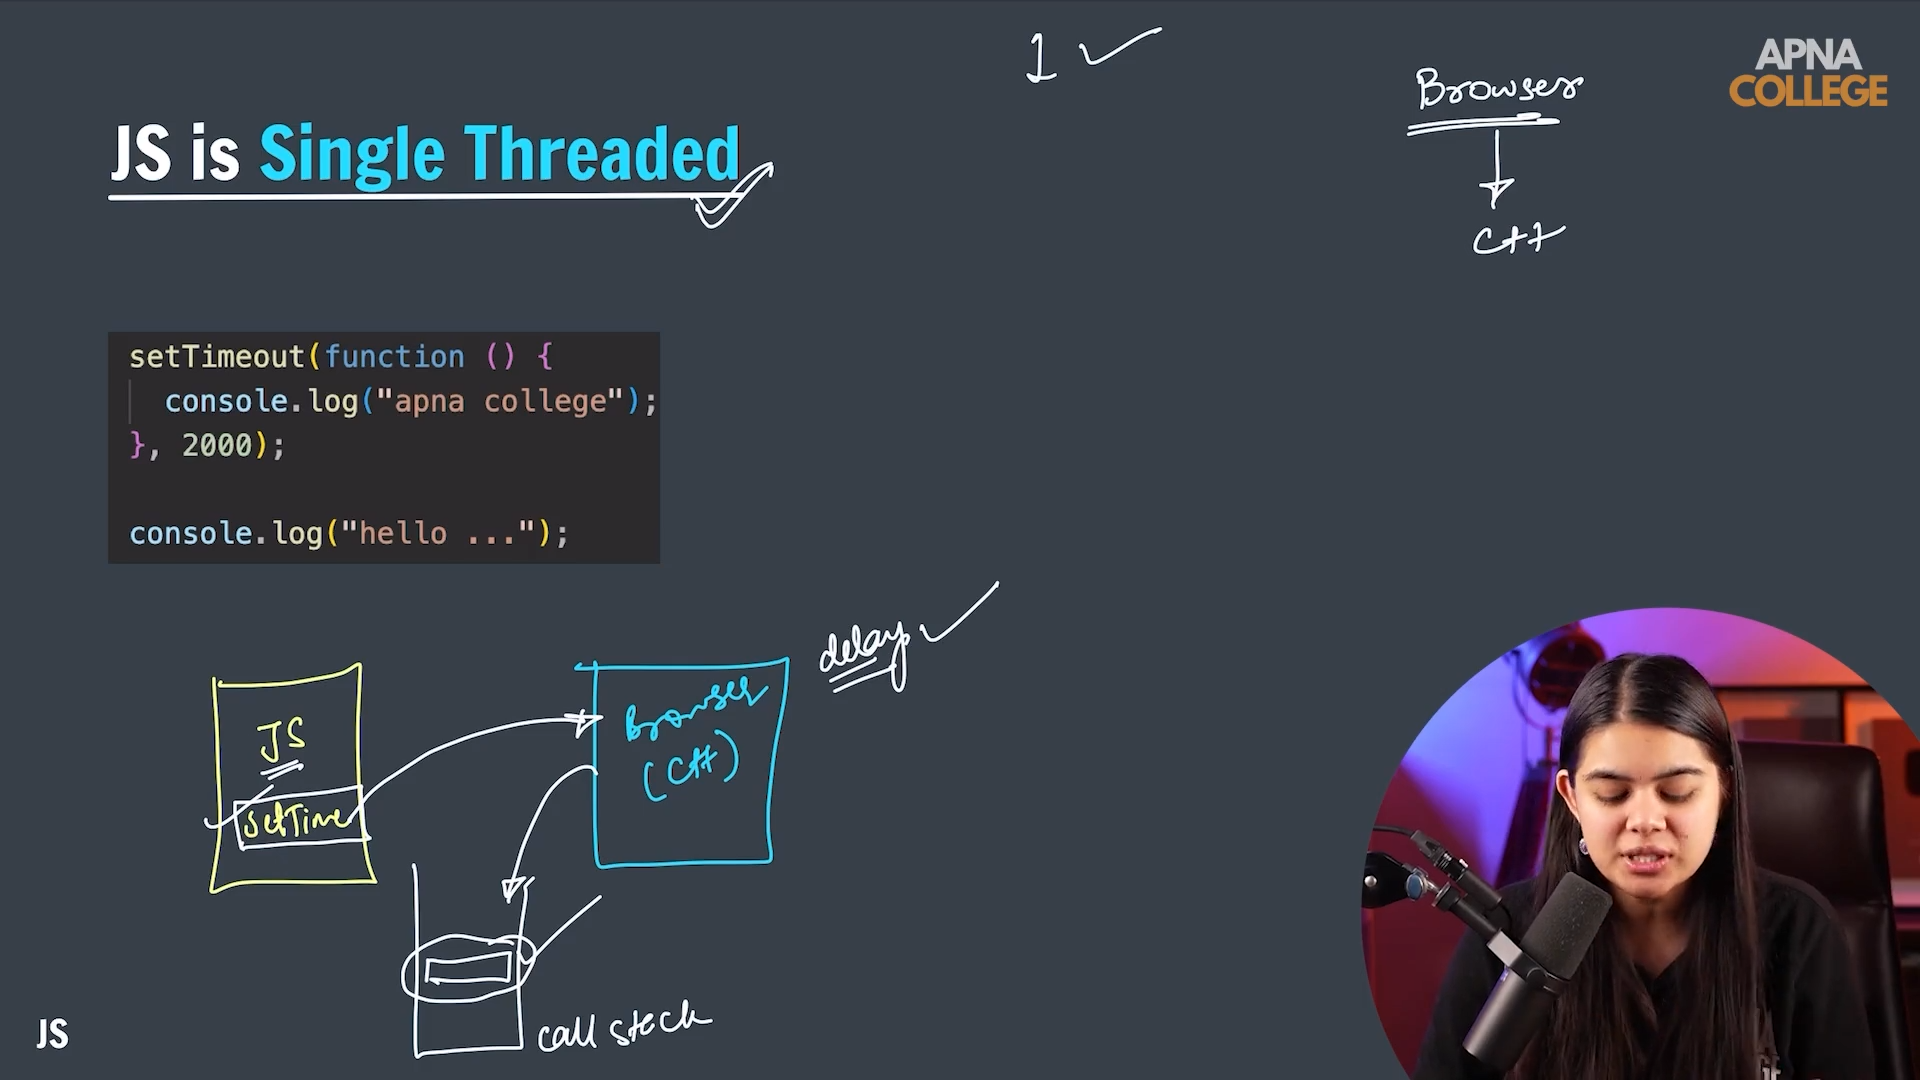 1
Browser
C++
APNA
COLLEGE
JS is Single Threaded
setTimeout(function () {
console.log("apna college");
}, 2000);
console.log("hello ...");
delay
JS
setTime
Browser
(C++)
call stack
JS